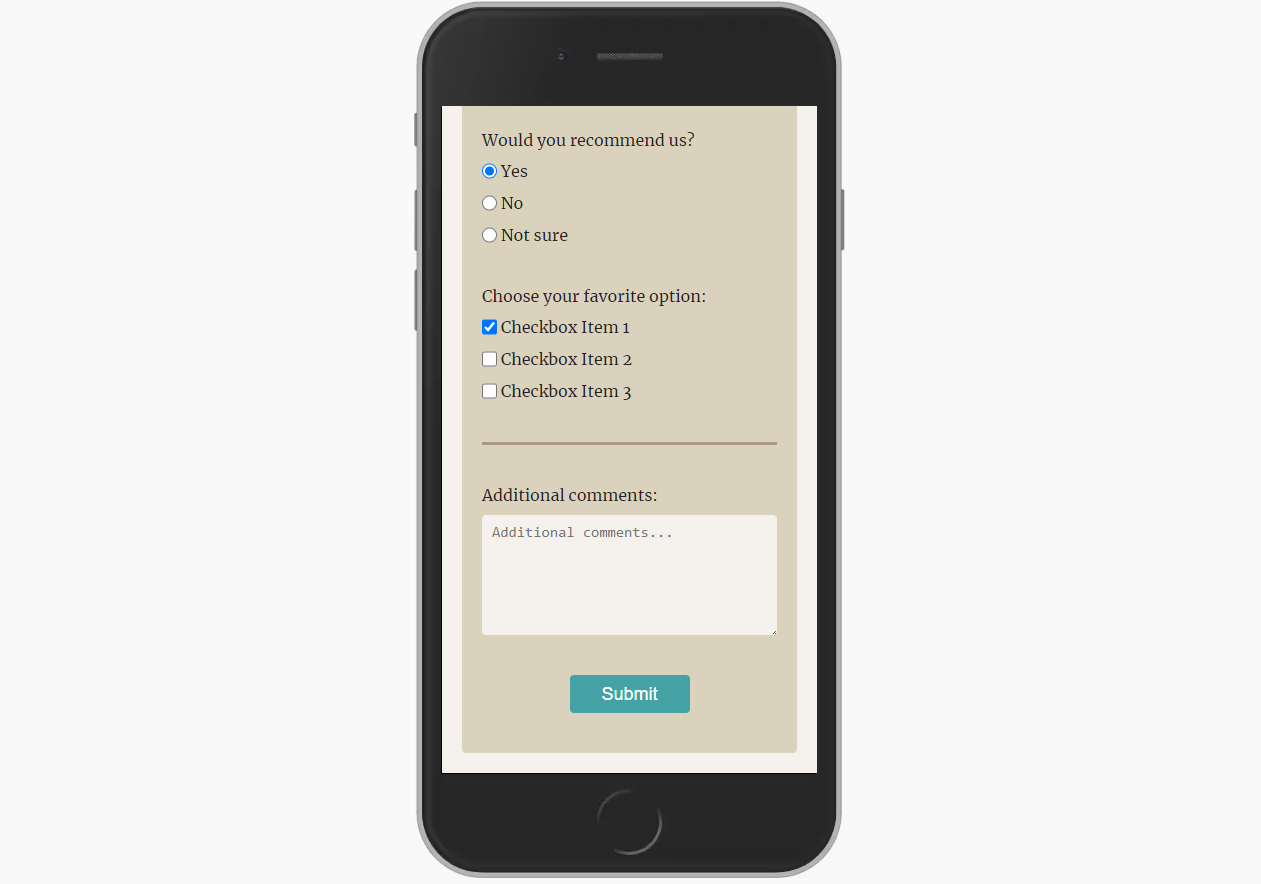 Would you recommend us?
Yes
No
Not sure
Choose your favorite option:
Checkbox Item 1
Checkbox Item 2
Checkbox Item 3
Additional comments:
Additional comments...
Submit